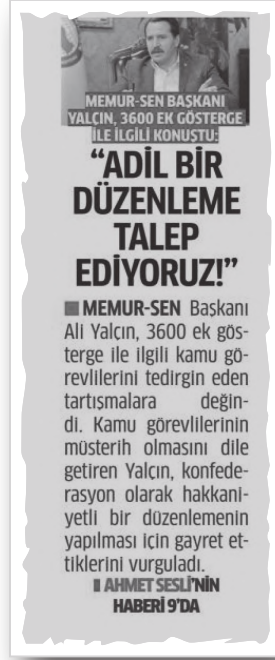 MEMUR-SEN BAŞKANI
YALÇIN, 3600 EK GÖSTERGE
İLE İLGİLİ KONUŞTU:
“ADİL BİR
DÜZENLEME
TALEP
EDİYORUZ!”
MEMUR-SEN Başkanı
Ali Yalçın, 3600 ek gös-
terge ile ilgili kamu gö-
revlilerini tedirgin eden
tartışmalara değin-
di. Kamu görevlilerinin
müsterih olmasını dile
getiren Yalçın, konfede-
rasyon olarak hakkani-
yetli bir düzenlemenin
yapılması için gayret et-
tiklerini vurguladı.
AHMET SESLİ’NİN
HABERİ 9’DA